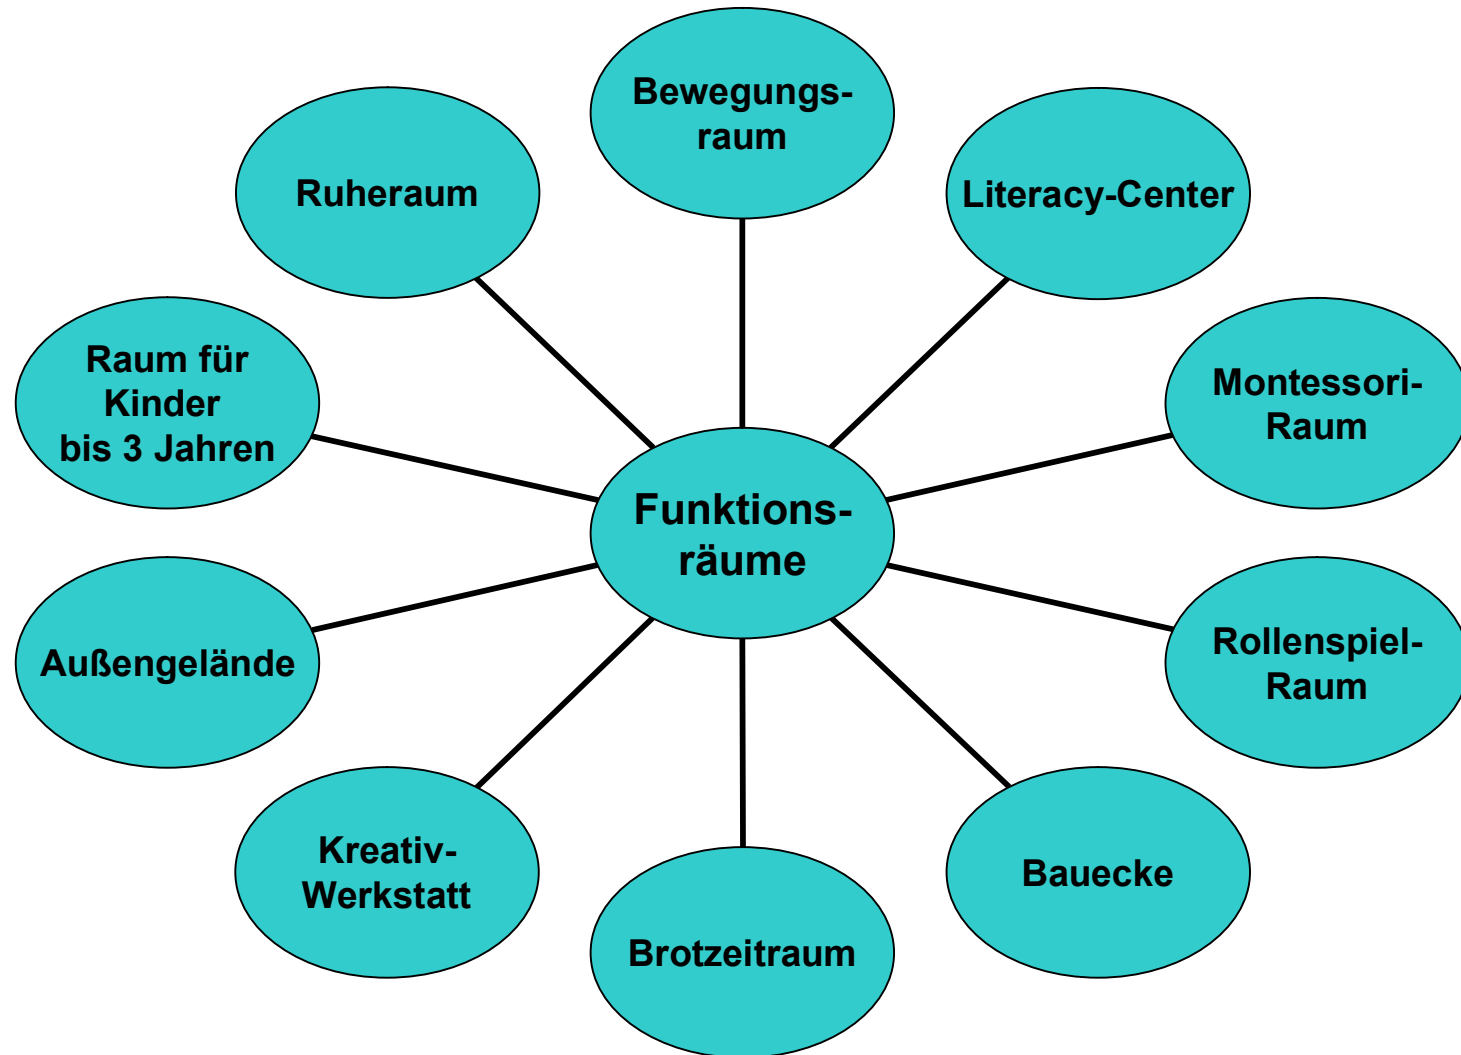 Bewegungs-
raum
Ruheraum
Literacy-Center
Raum für
Kinder
bis 3 Jahren
Montessori-
Raum
Funktions-
räume
Außengelände
Rollenspiel-
Raum
Kreativ-
Werkstatt
Bauecke
Brotzeitraum